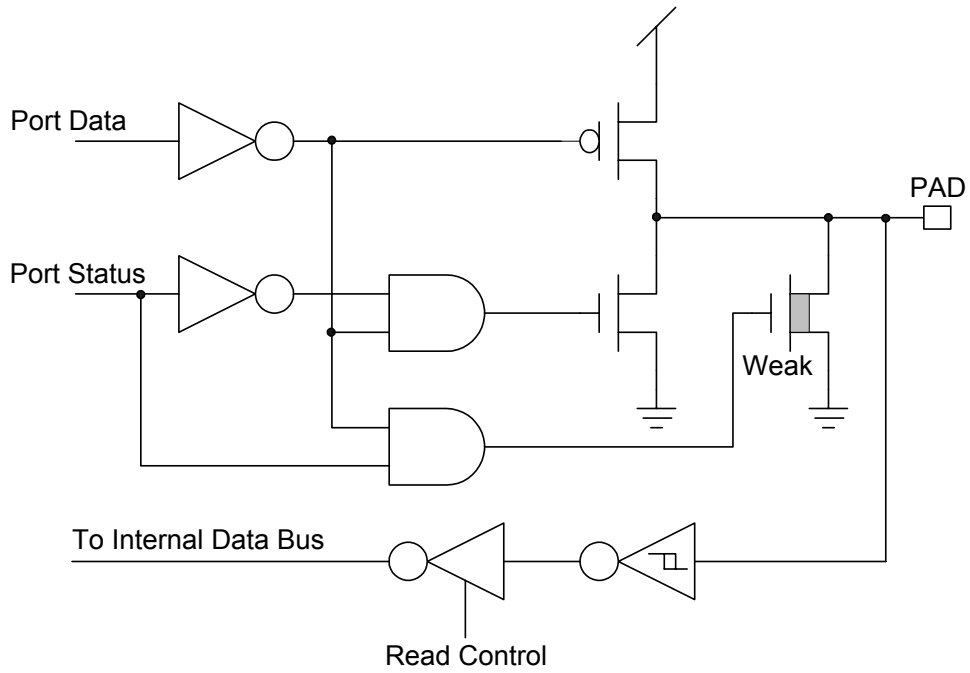 Port Data
PAD
Port Status
Weak
To Internal Data Bus
Read Control